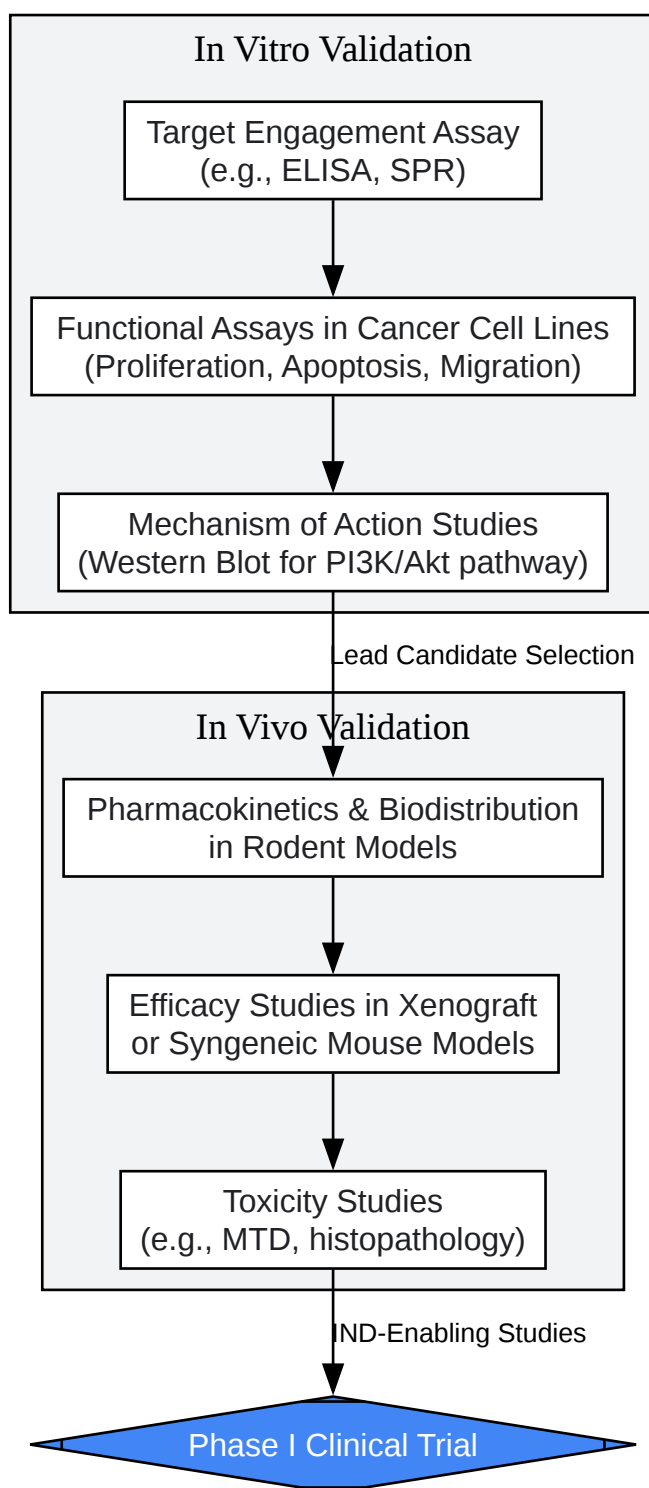 In Vitro Validation
Target Engagement Assay
(e.g., ELISA, SPR)
Functional Assays in Cancer Cell Lines
(Proliferation, Apoptosis, Migration)
Mechanism of Action Studies
(Western Blot for PI3K/Akt pathway)
Lead Candidate Selection
In Vivo Validation
Pharmacokinetics & Biodistribution
in Rodent Models
Efficacy Studies in Xenograft
or Syngeneic Mouse Models
Toxicity Studies
(e.g., MTD, histopathology)
IND-Enabling Studies
Phase I Clinical Trial